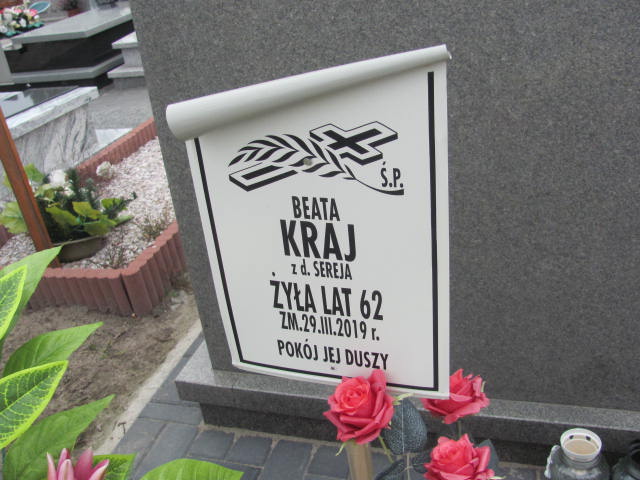 Ś.P.
BEATA
KRAJ
z d. SEREJA
ŻYŁA LAT 62
ZM.29.III.2019 r.
POKÓJ JEJ DUSZY